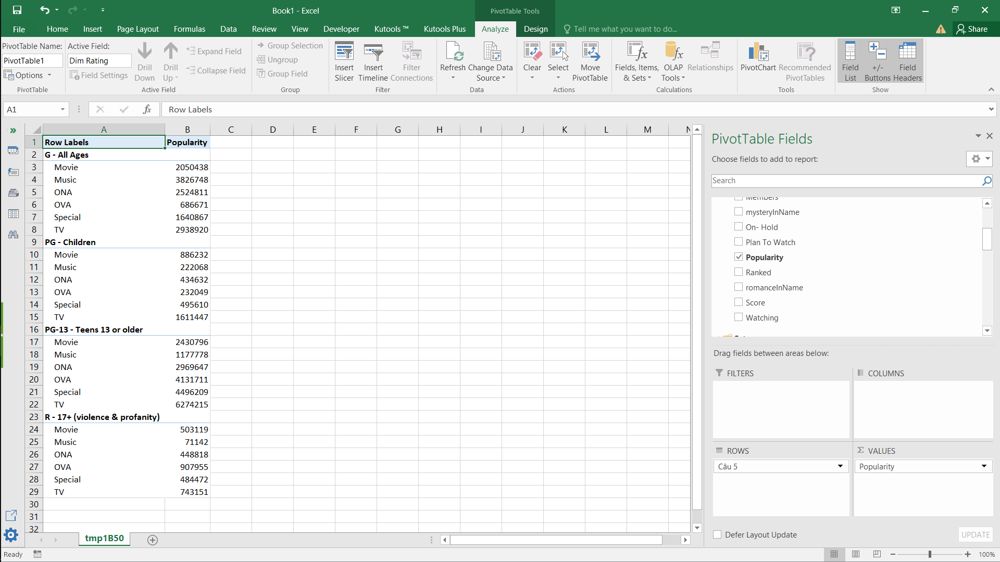 Book1 - Excel
PivotTable Tools
File Home Insert Page Layout Formulas Data Review View Developer Kutools ™ Kutools Plus Analyze Design Tell me what you want to do... Share
PivotTable Name: Active Field:
PivotTable1 Dim Rating
Options Field Settings
Drill Down Drill Up
Expand Field
Collapse Field
Group Selection
Ungroup
Group Field
Insert Slicer Insert Timeline Filter Connections
Refresh Change Data Source
Clear Select Move PivotTable
Fields, Items, & Sets OLAP Tools Relationships
PivotChart Recommended PivotTables
Field List +/- Buttons Field Headers
PivotTable Active Field Group Filter Data Actions Calculations Tools Show
A1 fx Row Labels
A B C D E F G H I J K L M N
1 Row Labels Popularity
2 G - All Ages
3 Movie 2050438
4 Music 3826748
5 ONA 2524811
6 OVA 686671
7 Special 1640867
8 TV 2938920
9 PG - Children
10 Movie 886232
11 Music 222068
12 ONA 434632
13 OVA 232049
14 Special 495610
15 TV 1611447
16 PG-13 - Teens 13 or older
17 Movie 2430796
18 Music 1177778
19 ONA 2969647
20 OVA 4131711
21 Special 4496209
22 TV 6274215
23 R - 17+ (violence & profanity)
24 Movie 503119
25 Music 71142
26 ONA 448818
27 OVA 907955
28 Special 484472
29 TV 743151
30
31
32
tmp1B50
Ready
PivotTable Fields
Choose fields to add to report:
Search
Members
mysteryInName
On- Hold
Plan To Watch
Popularity
Ranked
romanceInName
Score
Watching
Drag fields between areas below:
FILTERS COLUMNS
ROWS Σ VALUES
Câu 5 Popularity
Defer Layout Update UPDATE
100%